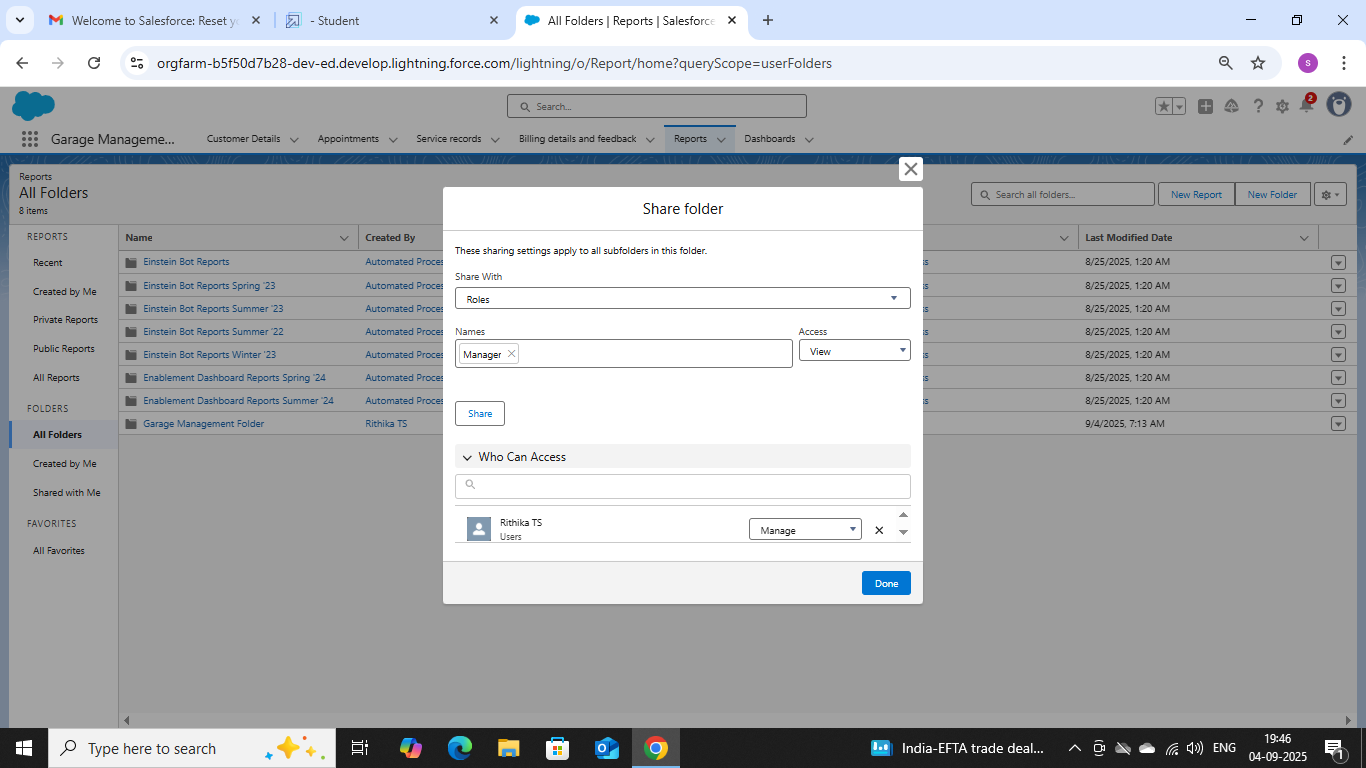 Welcome to Salesforce: Reset yo
- Student
All Folders | Reports | Salesforce
orgfarm-b5f50d7b28-dev-ed.develop.lightning.force.com/lightning/o/Report/home?queryScope=userFolders
s
Search...
2
Garage Manageme...
Customer Details
Appointments
Service records
Billing details and feedback
Reports
Dashboards
Reports
All Folders
8 items
Search all folders...
New Report
New Folder
REPORTS
Recent
Created by Me
Private Reports
Public Reports
All Reports
FOLDERS
All Folders
Created by Me
Shared with Me
FAVORITES
All Favorites
Name Created By Last Modified Date
Einstein Bot Reports Automated Proces ss 8/25/2025, 1:20 AM
Einstein Bot Reports Spring '23 Automated Proces ss 8/25/2025, 1:20 AM
Einstein Bot Reports Summer '23 Automated Proces ss 8/25/2025, 1:20 AM
Einstein Bot Reports Summer '22 Automated Proces ss 8/25/2025, 1:20 AM
Einstein Bot Reports Winter '23 Automated Proces ss 8/25/2025, 1:20 AM
Enablement Dashboard Reports Spring '24 Automated Proces ss 8/25/2025, 1:20 AM
Enablement Dashboard Reports Summer '24 Automated Proces ss 8/25/2025, 1:20 AM
Garage Management Folder Rithika TS 9/4/2025, 7:13 AM
Share folder
These sharing settings apply to all subfolders in this folder.
Share With
Roles
Names
Manager
Access
View
Share
Who Can Access
Rithika TS
Users
Manage
Done
Type here to search
India-EFTA trade deal...
ENG
19:46
04-09-2025
1